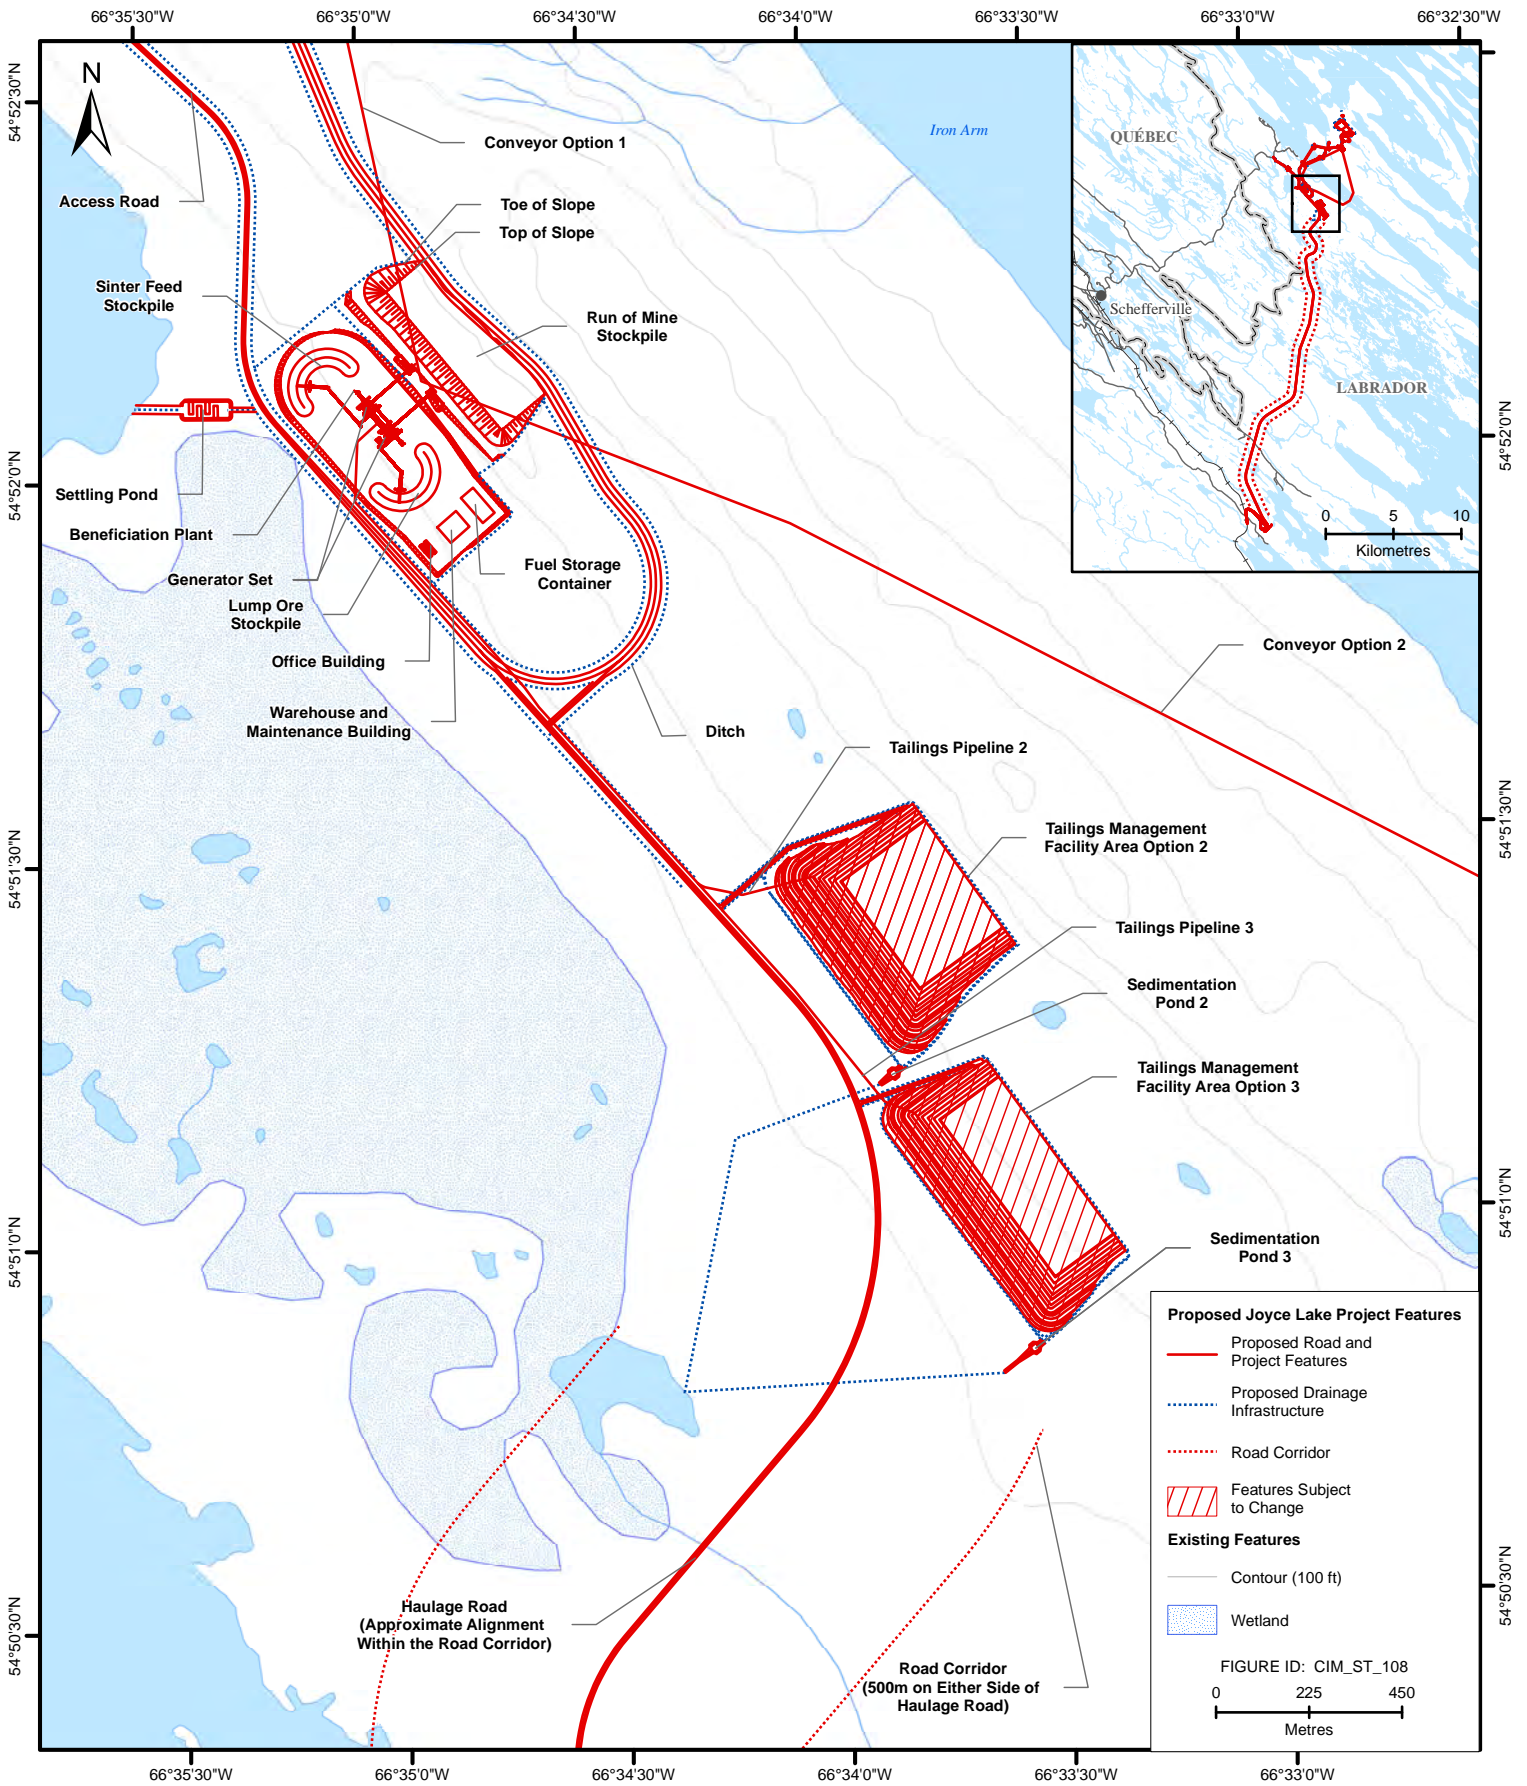 66°35'30"W
66°35'0"W
66°34'30"W
66°34'0"W
66°33'30"W
66°33'0"W
66°32'30"W
54°52'30"N
54°52'0"N
54°51'30"N
54°51'0"N
54°50'30"N
N
Access Road
Conveyor Option 1
Toe of Slope
Top of Slope
Sinter Feed
Stockpile
Run of Mine
Stockpile
Iron Arm
QUÉBEC
Schefferville
LABRADOR
0 5 10
Kilometres
Settling Pond
Beneficiation Plant
Generator Set
Lump Ore
Stockpile
Office Building
Warehouse and
Maintenance Building
Fuel Storage
Container
Ditch
Conveyor Option 2
Tailings Pipeline 2
Tailings Management
Facility Area Option 2
Tailings Pipeline 3
Sedimentation
Pond 2
Tailings Management
Facility Area Option 3
Sedimentation
Pond 3
Haulage Road
(Approximate Alignment
Within the Road Corridor)
Road Corridor
(500m on Either Side of
Haulage Road)
Proposed Joyce Lake Project Features
Proposed Road and
Project Features
Proposed Drainage
Infrastructure
Road Corridor
Features Subject
to Change
Existing Features
Contour (100 ft)
Wetland
FIGURE ID: CIM_ST_108
0 225 450
Metres
54°52'0"N
54°51'30"N
54°51'0"N
54°50'30"N
66°35'30"W
66°35'0"W
66°34'30"W
66°34'0"W
66°33'30"W
66°33'0"W